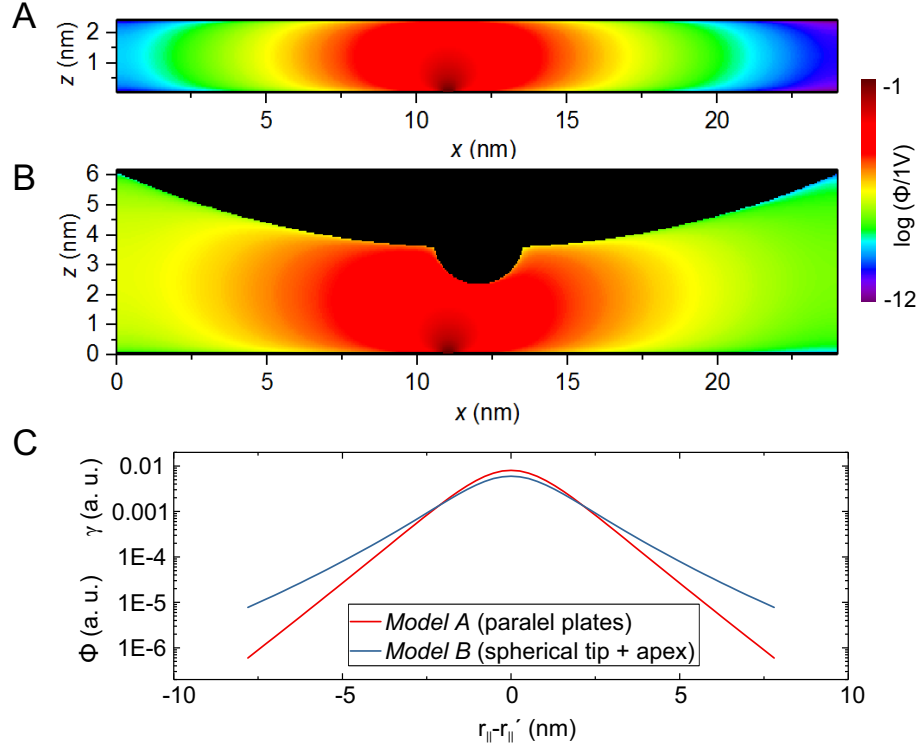 A
z (nm)
2
1
5
10
15
20
x (nm)
B
z (nm)
6
5
4
3
2
1
0
0
5
10
15
20
x (nm)
-1
log (Φ/1V)
-12
C
Φ (a. u.) γ (a. u.)
0.01
0.001
1E-4
1E-5
1E-6
Model A (paralel plates)
Model B (spherical tip + apex)
-10
-5
0
5
10
r||-r||´ (nm)